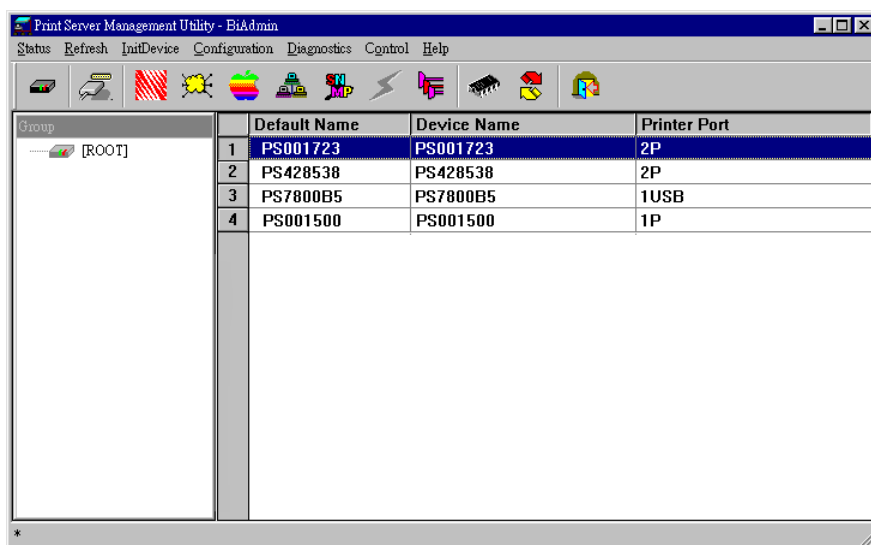 Print Server Management Utility - BiAdmin
Status Refresh InitDevice Configuration Diagnostics Control Help
SNMP
Group
[ROOT]
Default Name Device Name Printer Port
1 PS001723 PS001723 2P
2 PS428538 PS428538 2P
3 PS7800B5 PS7800B5 1USB
4 PS001500 PS001500 1P
*